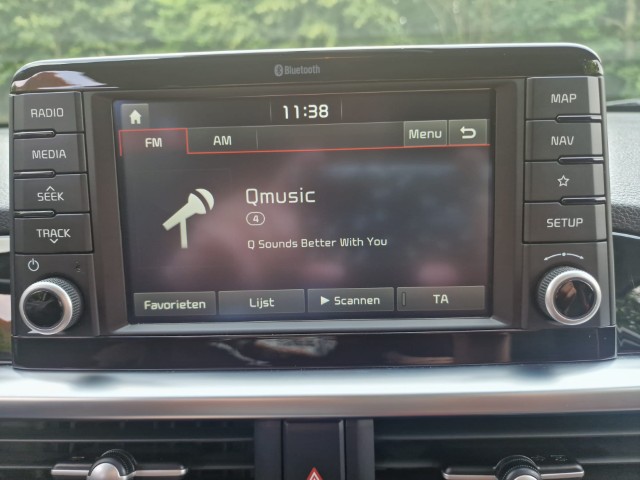 Bluetooth
RADIO
MEDIA
SEEK
TRACK
11:38
FM
AM
Menu
Qmusic
4
Q Sounds Better With You
Favorieten
Lijst
Scannen
TA
MAP
NAV
SETUP